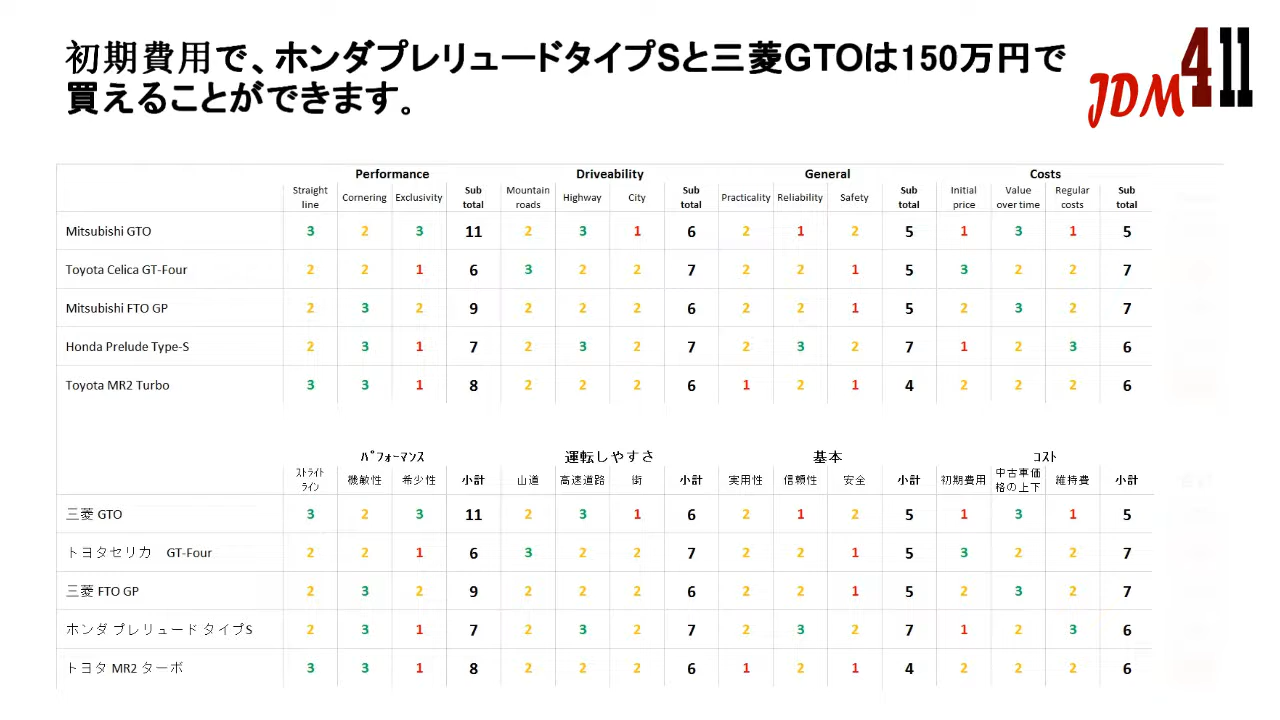 初期費用で、ホンダプレリュードタイプSと三菱GTOは150万円で
買えることができます。
JDM411
Performance Driveability General Costs
Straight line Cornering Exclusivity Sub total Mountain roads Highway City Sub total Practicality Reliability Safety Sub total Initial price Value over time Regular costs Sub total
Mitsubishi GTO 3 2 3 11 2 3 1 6 2 1 2 5 1 3 1 5
Toyota Celica GT-Four 2 2 1 6 3 2 2 7 2 2 1 5 3 2 2 7
Mitsubishi FTO GP 2 3 2 9 2 2 2 6 2 2 1 5 2 3 2 7
Honda Prelude Type-S 2 3 1 7 2 3 2 7 2 3 2 7 1 2 3 6
Toyota MR2 Turbo 3 3 1 8 2 2 2 6 1 2 1 4 2 2 2 6
ﾊﾟﾌｫｰﾏﾝｽ 運転しやすさ 基本 ｺｽﾄ
ｽﾄﾗｲﾄ ﾗｲﾝ 機敏性 希少性 小計 山道 高速道路 街 小計 実用性 信頼性 安全 小計 初期費用 中古車価格の上下 維持費 小計
三菱 GTO 3 2 3 11 2 3 1 6 2 1 2 5 1 3 1 5
トヨタセリカ GT-Four 2 2 1 6 3 2 2 7 2 2 1 5 3 2 2 7
三菱 FTO GP 2 3 2 9 2 2 2 6 2 2 1 5 2 3 2 7
ホンダ プレリュード タイプS 2 3 1 7 2 3 2 7 2 3 2 7 1 2 3 6
トヨタ MR2 ターボ 3 3 1 8 2 2 2 6 1 2 1 4 2 2 2 6